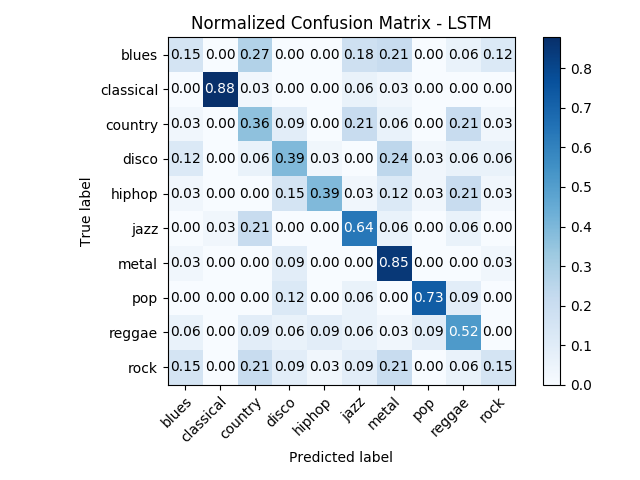 Normalized Confusion Matrix - LSTM
blues 0.15 0.00 0.27 0.00 0.00 0.18 0.21 0.00 0.06 0.12
classical 0.00 0.88 0.03 0.00 0.00 0.06 0.03 0.00 0.00 0.00
country 0.03 0.00 0.36 0.09 0.00 0.21 0.06 0.00 0.21 0.03
disco 0.12 0.00 0.06 0.39 0.03 0.00 0.24 0.03 0.06 0.06
hiphop 0.03 0.00 0.00 0.15 0.39 0.03 0.12 0.03 0.21 0.03
jazz 0.00 0.03 0.21 0.00 0.00 0.64 0.06 0.00 0.06 0.00
metal 0.03 0.00 0.09 0.00 0.00 0.85 0.00 0.00 0.03
pop 0.00 0.00 0.00 0.12 0.00 0.06 0.00 0.73 0.09 0.00
reggae 0.06 0.00 0.09 0.06 0.09 0.06 0.03 0.09 0.52 0.00
rock 0.15 0.00 0.21 0.09 0.03 0.09 0.21 0.00 0.06 0.15
blues classical country disco hiphop jazz metal pop reggae rock
Predicted label
True label
0.8
0.7
0.6
0.5
0.4
0.3
0.2
0.1
0.0